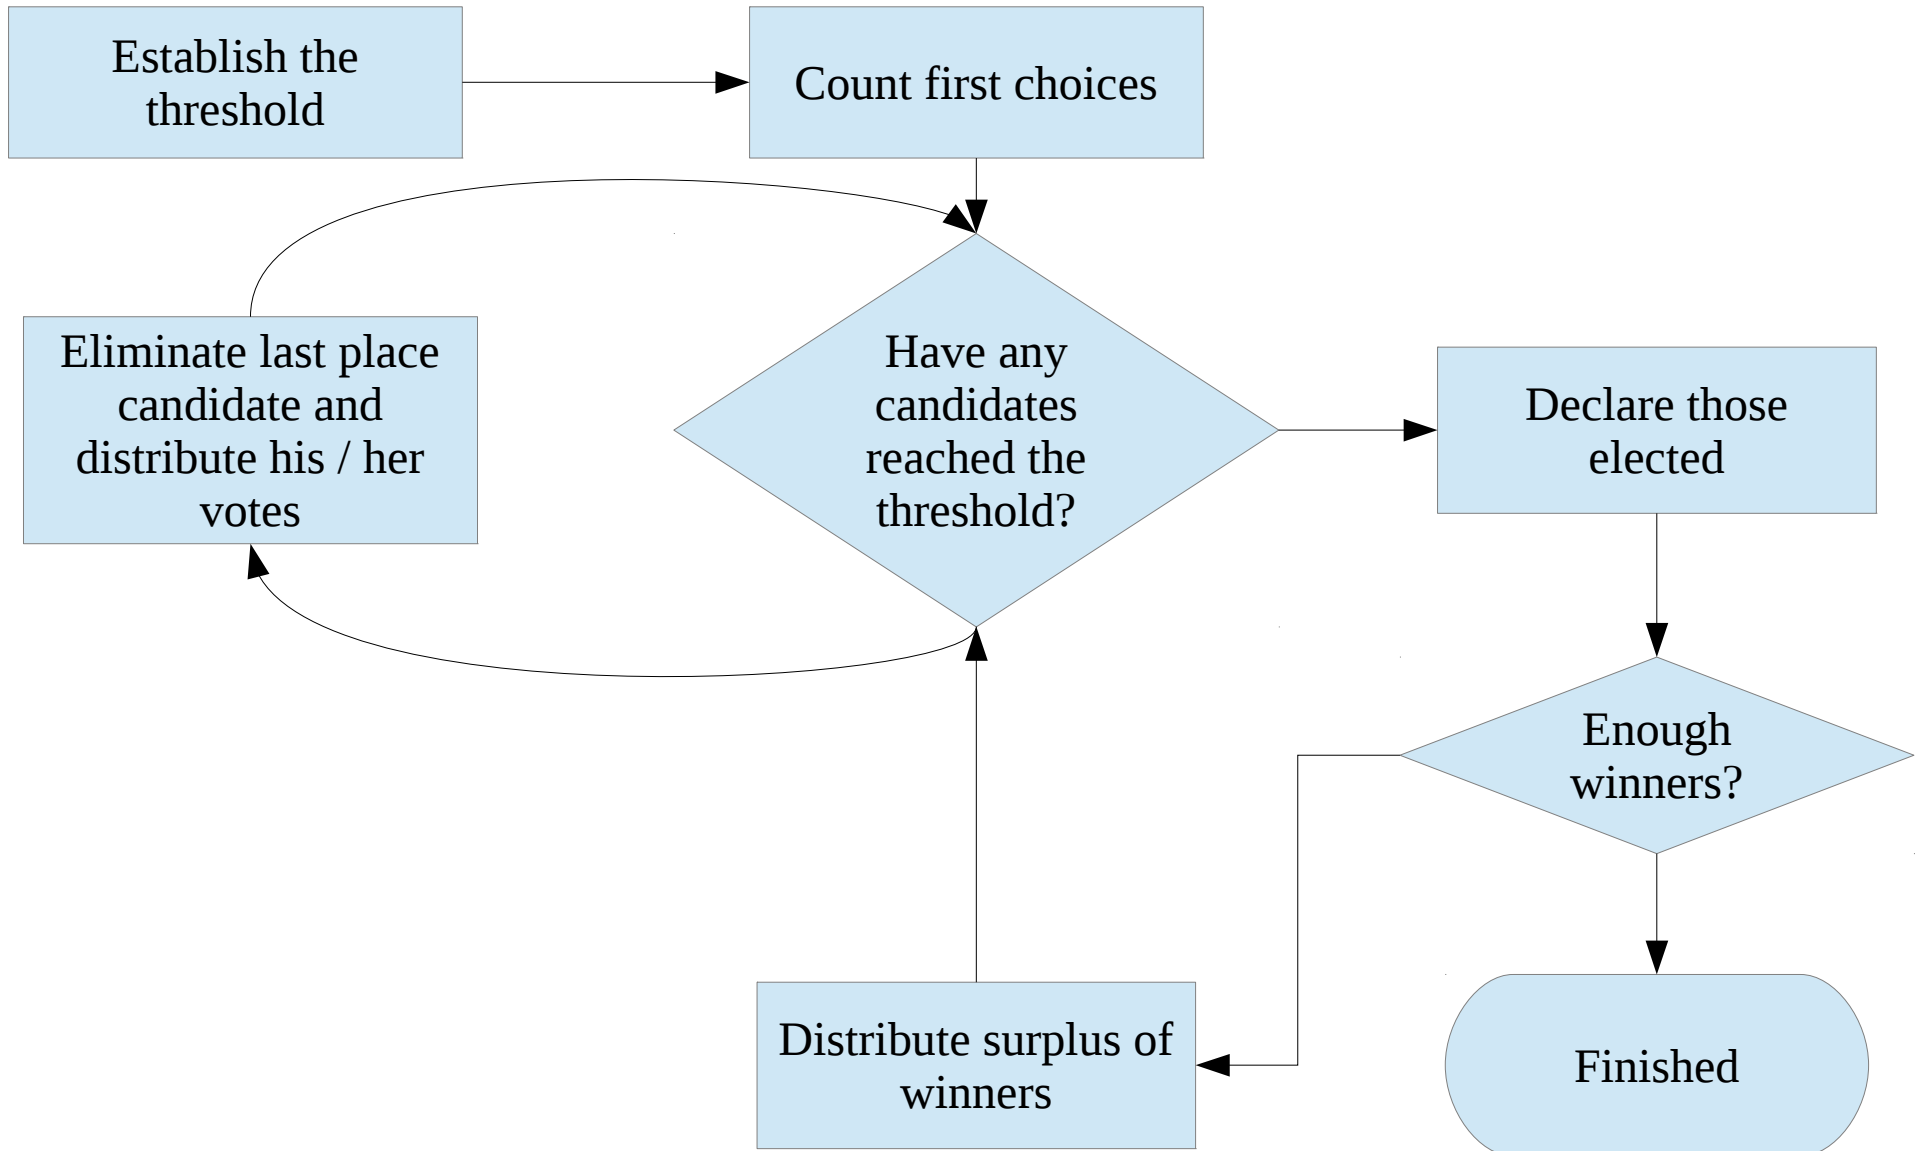 Establish the
threshold
Count first choices
Eliminate last place
candidate and
distribute his / her
votes
Have any
candidates
reached the
threshold?
Declare those
elected
Enough
winners?
Distribute surplus of
winners
Finished